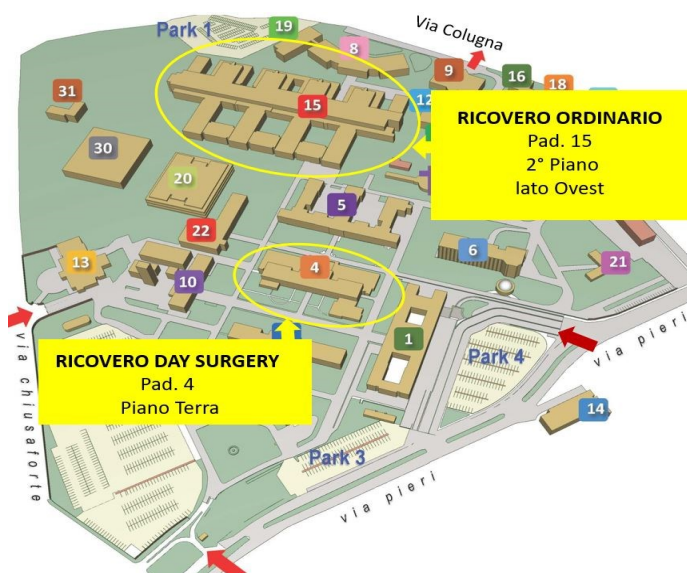 Park 1
19
8
Via Colugna
9
16
18
31
15
12
RICOVERO ORDINARIO
Pad. 15
2° Piano
lato Ovest
30
20
5
22
6
21
13
4
10
1
Park 4
via pieri
via chiusaforte
RICOVERO DAY SURGERY
Pad. 4
Piano Terra
14
Park 3
via pieri